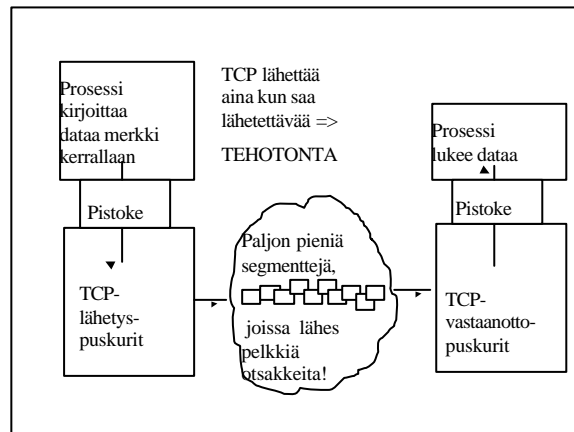 Prosessi
kirjoittaa
dataa merkki
kerrallaan
Pistoke
TCP-
lähetys-
puskurit
TCP lähettää
aina kun saa
lähetettävää =>
TEHOTONTA
Paljon pieniä
segmenttejä,
joissa lähes
pelkkiä
otsakkeita!
Prosessi
lukee dataa
Pistoke
TCP-
vastaanotto-
puskurit